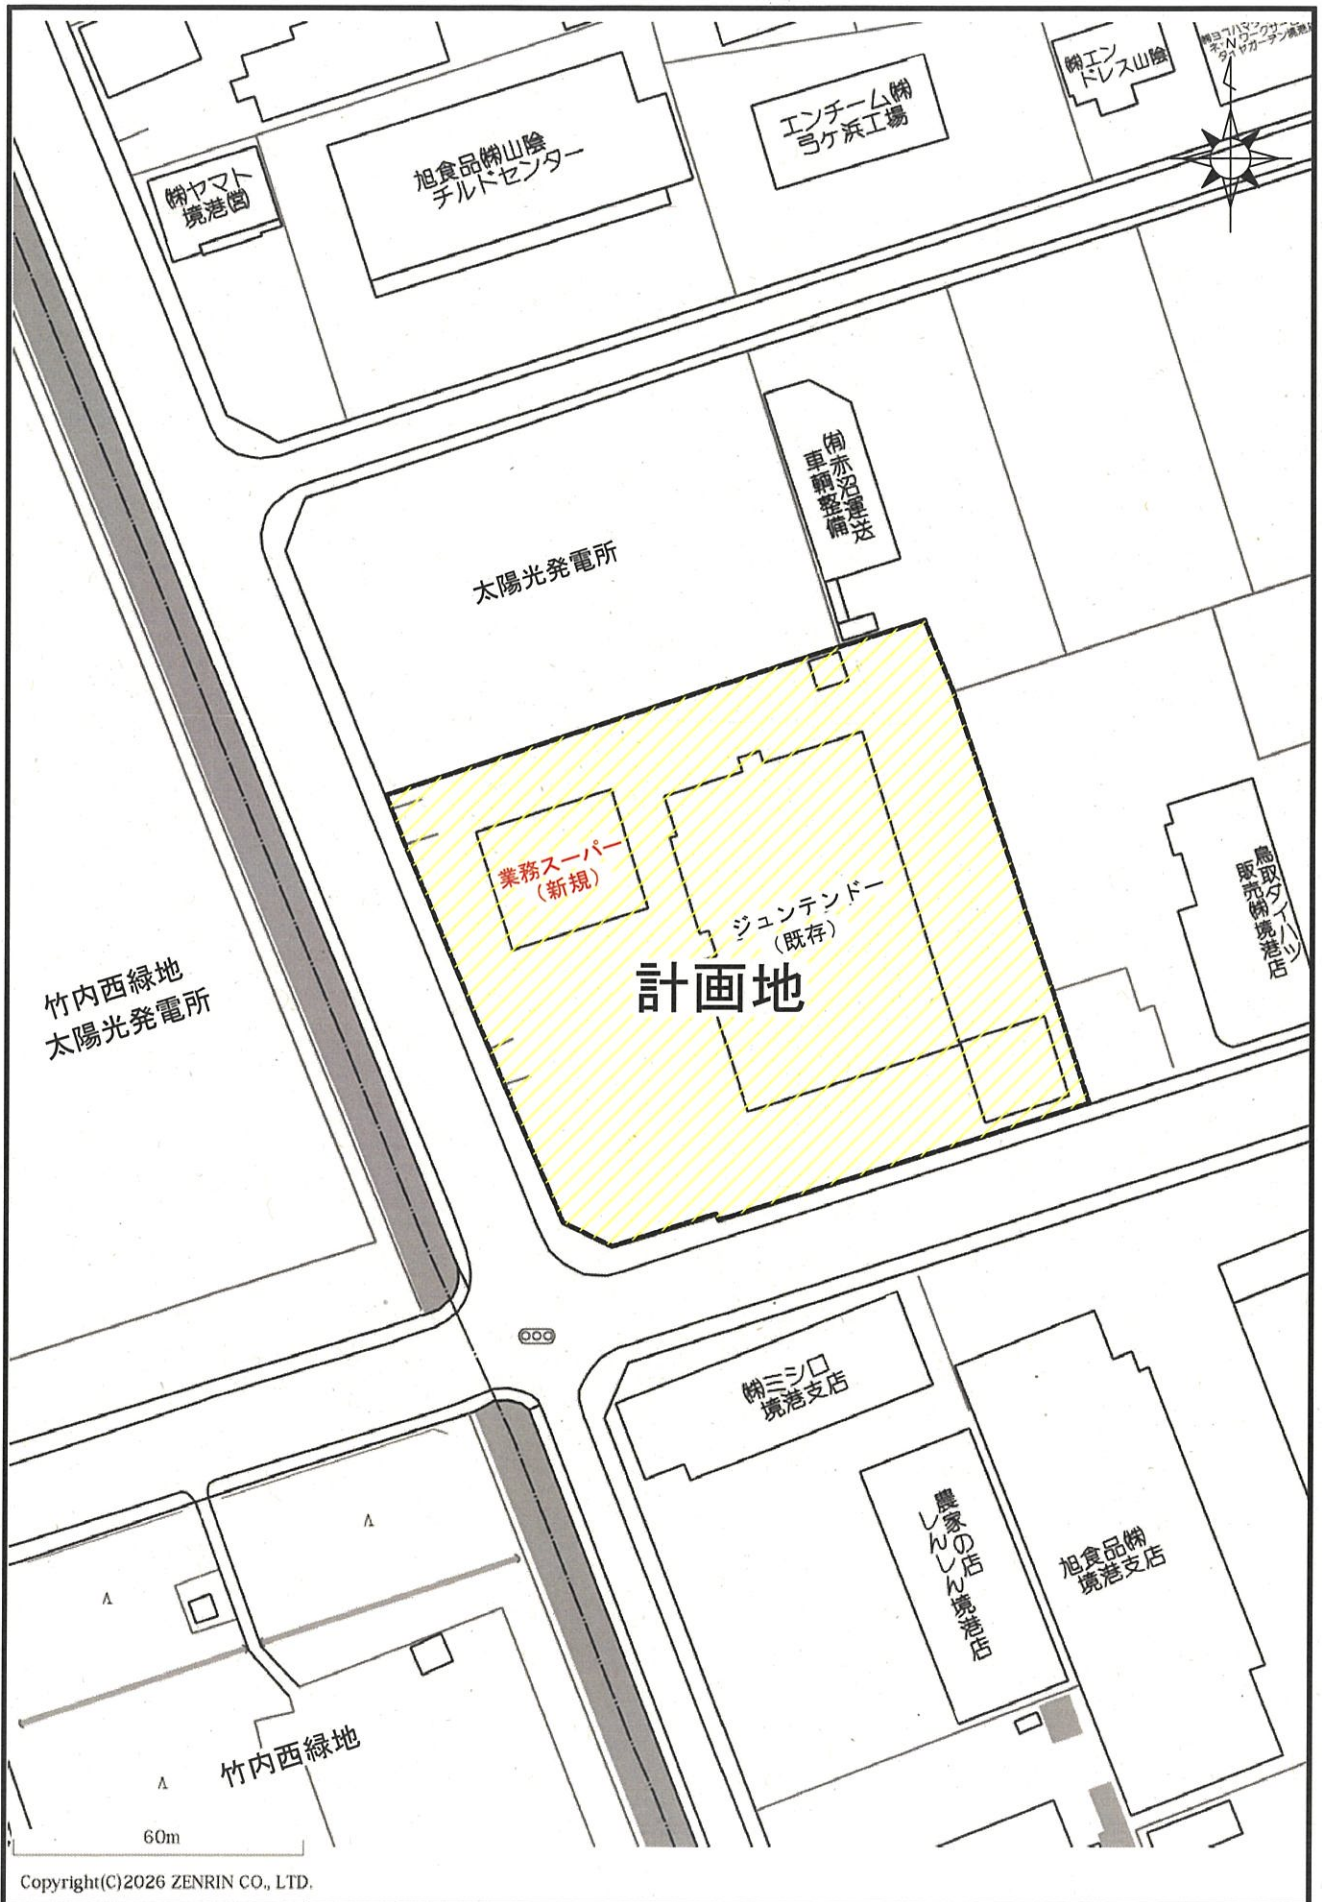 ㈱エン
ドレス山陰
N
エンチーム㈱
弓ケ浜工場
旭食品㈱山陰
チルドセンター
㈱ヤマト
境港㈾
㈲赤沼運送
車輌整備
太陽光発電所
業務スーパー
（新規）
ジュンテンドー
（既存）
計画地
鳥取ダイハツ
販売㈱境港店
竹内西緑地
太陽光発電所
㈱ミシロ
境港支店
農家の店
しんしん境港店
旭食品㈱
境港支店
竹内西緑地
60m
Copyright(C)2026 ZENRIN CO., LTD.